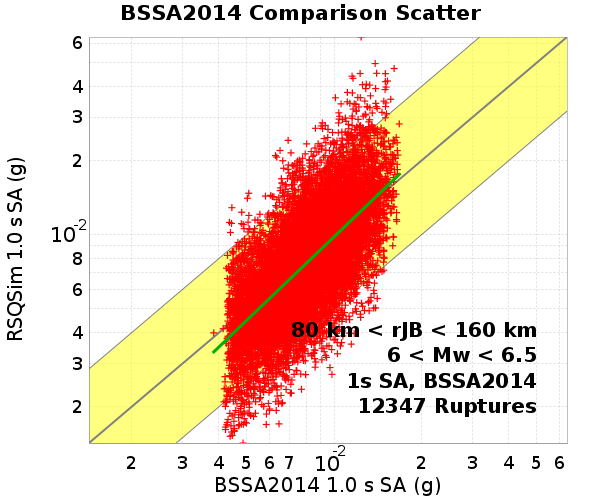 BSSA2014 Comparison Scatter
6
4
3
2
10-2
8
6
4
3
2
RSQSim 1.0 s SA (g)
80 km < rJB < 160 km
6 < Mw < 6.5
1s SA, BSSA2014
12347 Ruptures
2 3 4 5 6 7 10-2 2 3 4 5 6
BSSA2014 1.0 s SA (g)